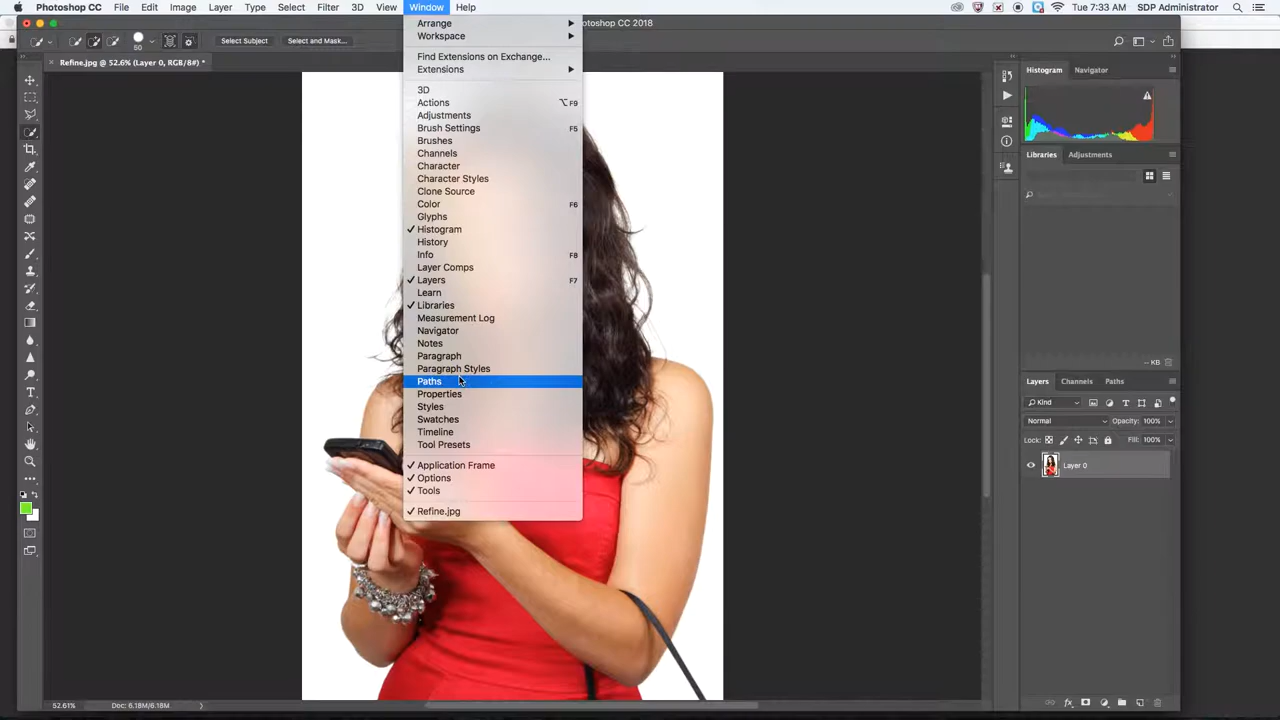 Photoshop CC File Edit Image Layer Type Select Filter 3D View Window Help Tue 7:33 AM SDP Administrator
Photoshop CC 2018
50 Select Subject Select and Mask...
× Refine.jpg @ 52.6% (Layer 0, RGB/8#) *
Arrange
Workspace
Find Extensions on Exchange...
Extensions
3D
Actions ⌥F9
Adjustments
Brush Settings F5
Brushes
Channels
Character
Character Styles
Clone Source
Color F6
Glyphs
✓ Histogram
History
Info F8
Layer Comps
✓ Layers F7
Learn
✓ Libraries
Measurement Log
Navigator
Notes
Paragraph
Paragraph Styles
Paths
Properties
Styles
Swatches
Timeline
Tool Presets
✓ Application Frame
✓ Options
✓ Tools
✓ Refine.jpg
Histogram Navigator
Libraries Adjustments
-- KB
Layers Channels Paths
Kind
Normal Opacity: 100%
Lock: Fill: 100%
Layer 0
52.61% Doc: 6.18M/6.18M